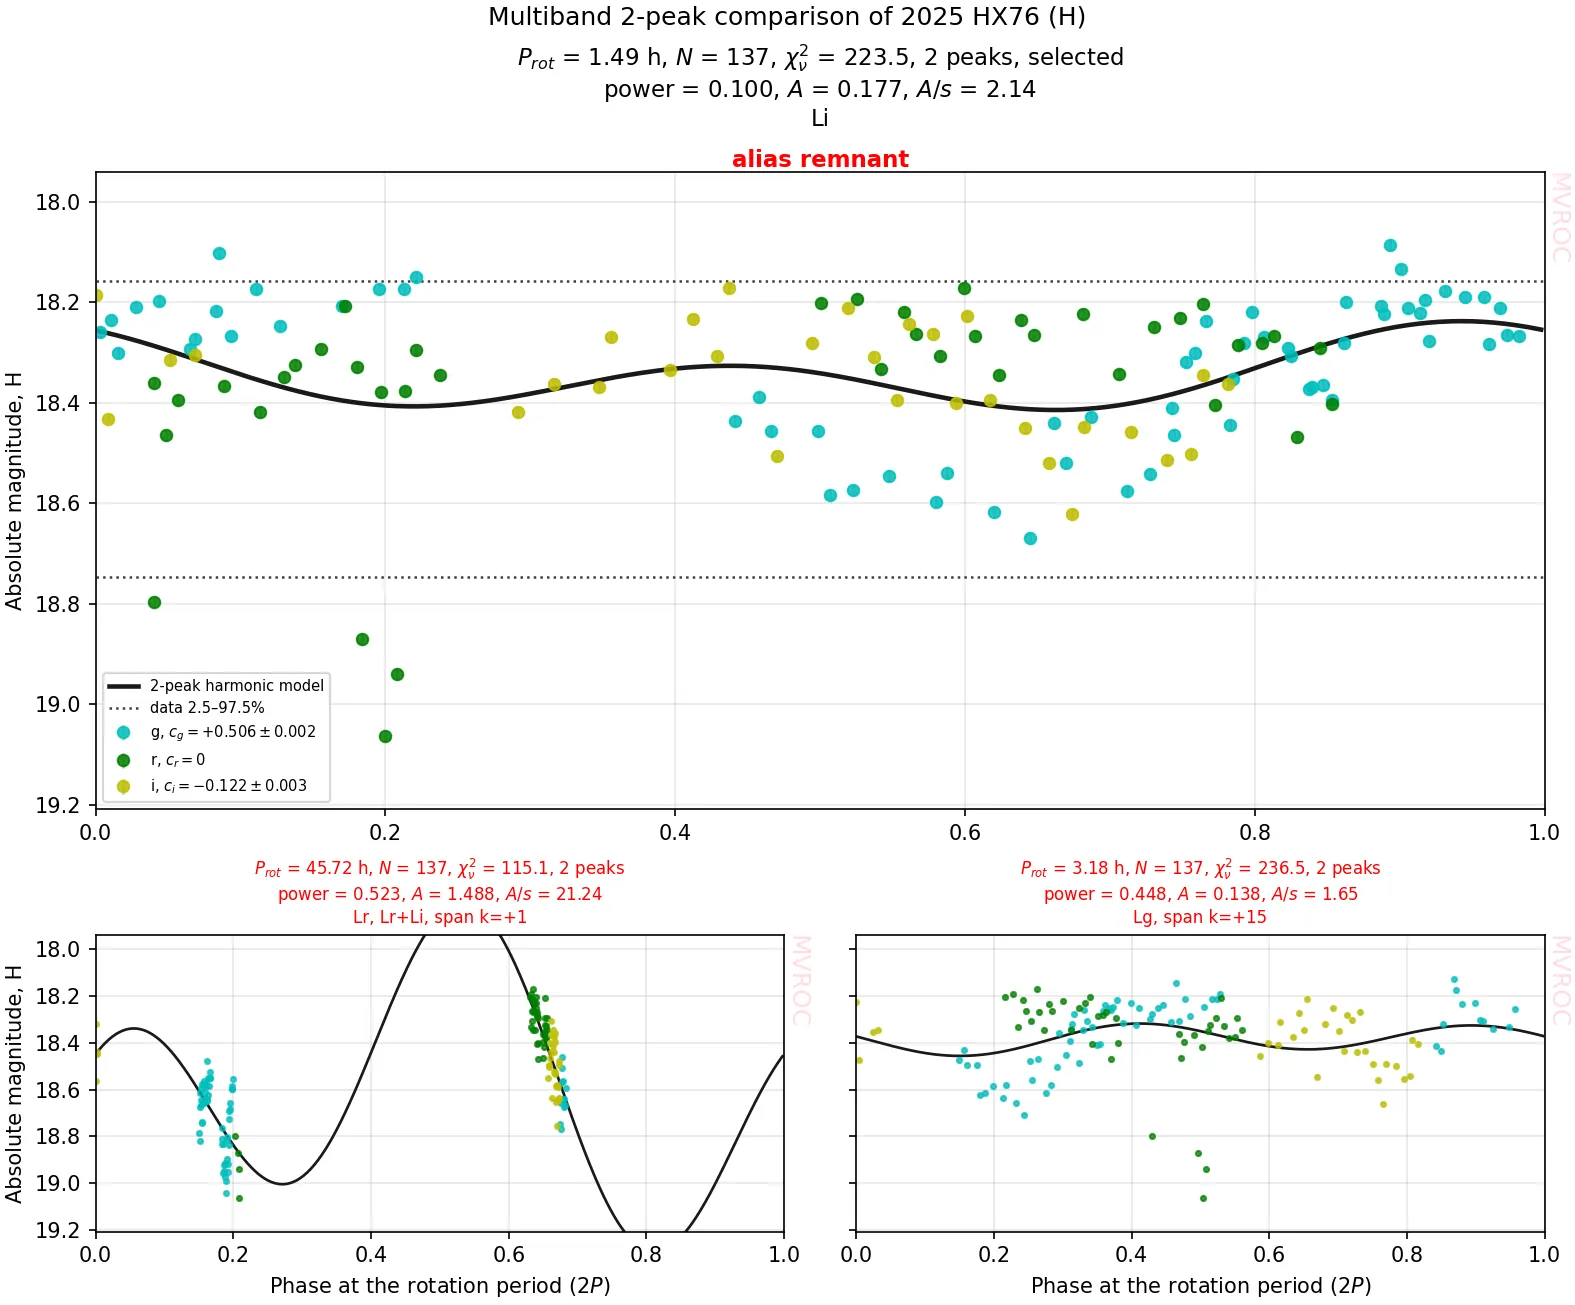 Multiband 2-peak comparison of 2025 HX76 (H)
P_rot = 1.49 h, N = 137, χ²_ν = 223.5, 2 peaks, selected
power = 0.100, A = 0.177, A/s = 2.14
Li
alias remnant
MVROC
Absolute magnitude, H
18.0
18.2
18.4
18.6
18.8
19.0
19.2
2-peak harmonic model
data 2.5–97.5%
g, c_g = +0.506 ± 0.002
r, c_r = 0
i, c_i = −0.122 ± 0.003
0.0 0.2 0.4 0.6 0.8 1.0
P_rot = 45.72 h, N = 137, χ²_ν = 115.1, 2 peaks
power = 0.523, A = 1.488, A/s = 21.24
Lr, Lr+Li, span k=+1
MVROC
Absolute magnitude, H
18.0
18.2
18.4
18.6
18.8
19.0
19.2
0.0 0.2 0.4 0.6 0.8 1.0
Phase at the rotation period (2P)
P_rot = 3.18 h, N = 137, χ²_ν = 236.5, 2 peaks
power = 0.448, A = 0.138, A/s = 1.65
Lg, span k=+15
MVROC
0.0 0.2 0.4 0.6 0.8 1.0
Phase at the rotation period (2P)